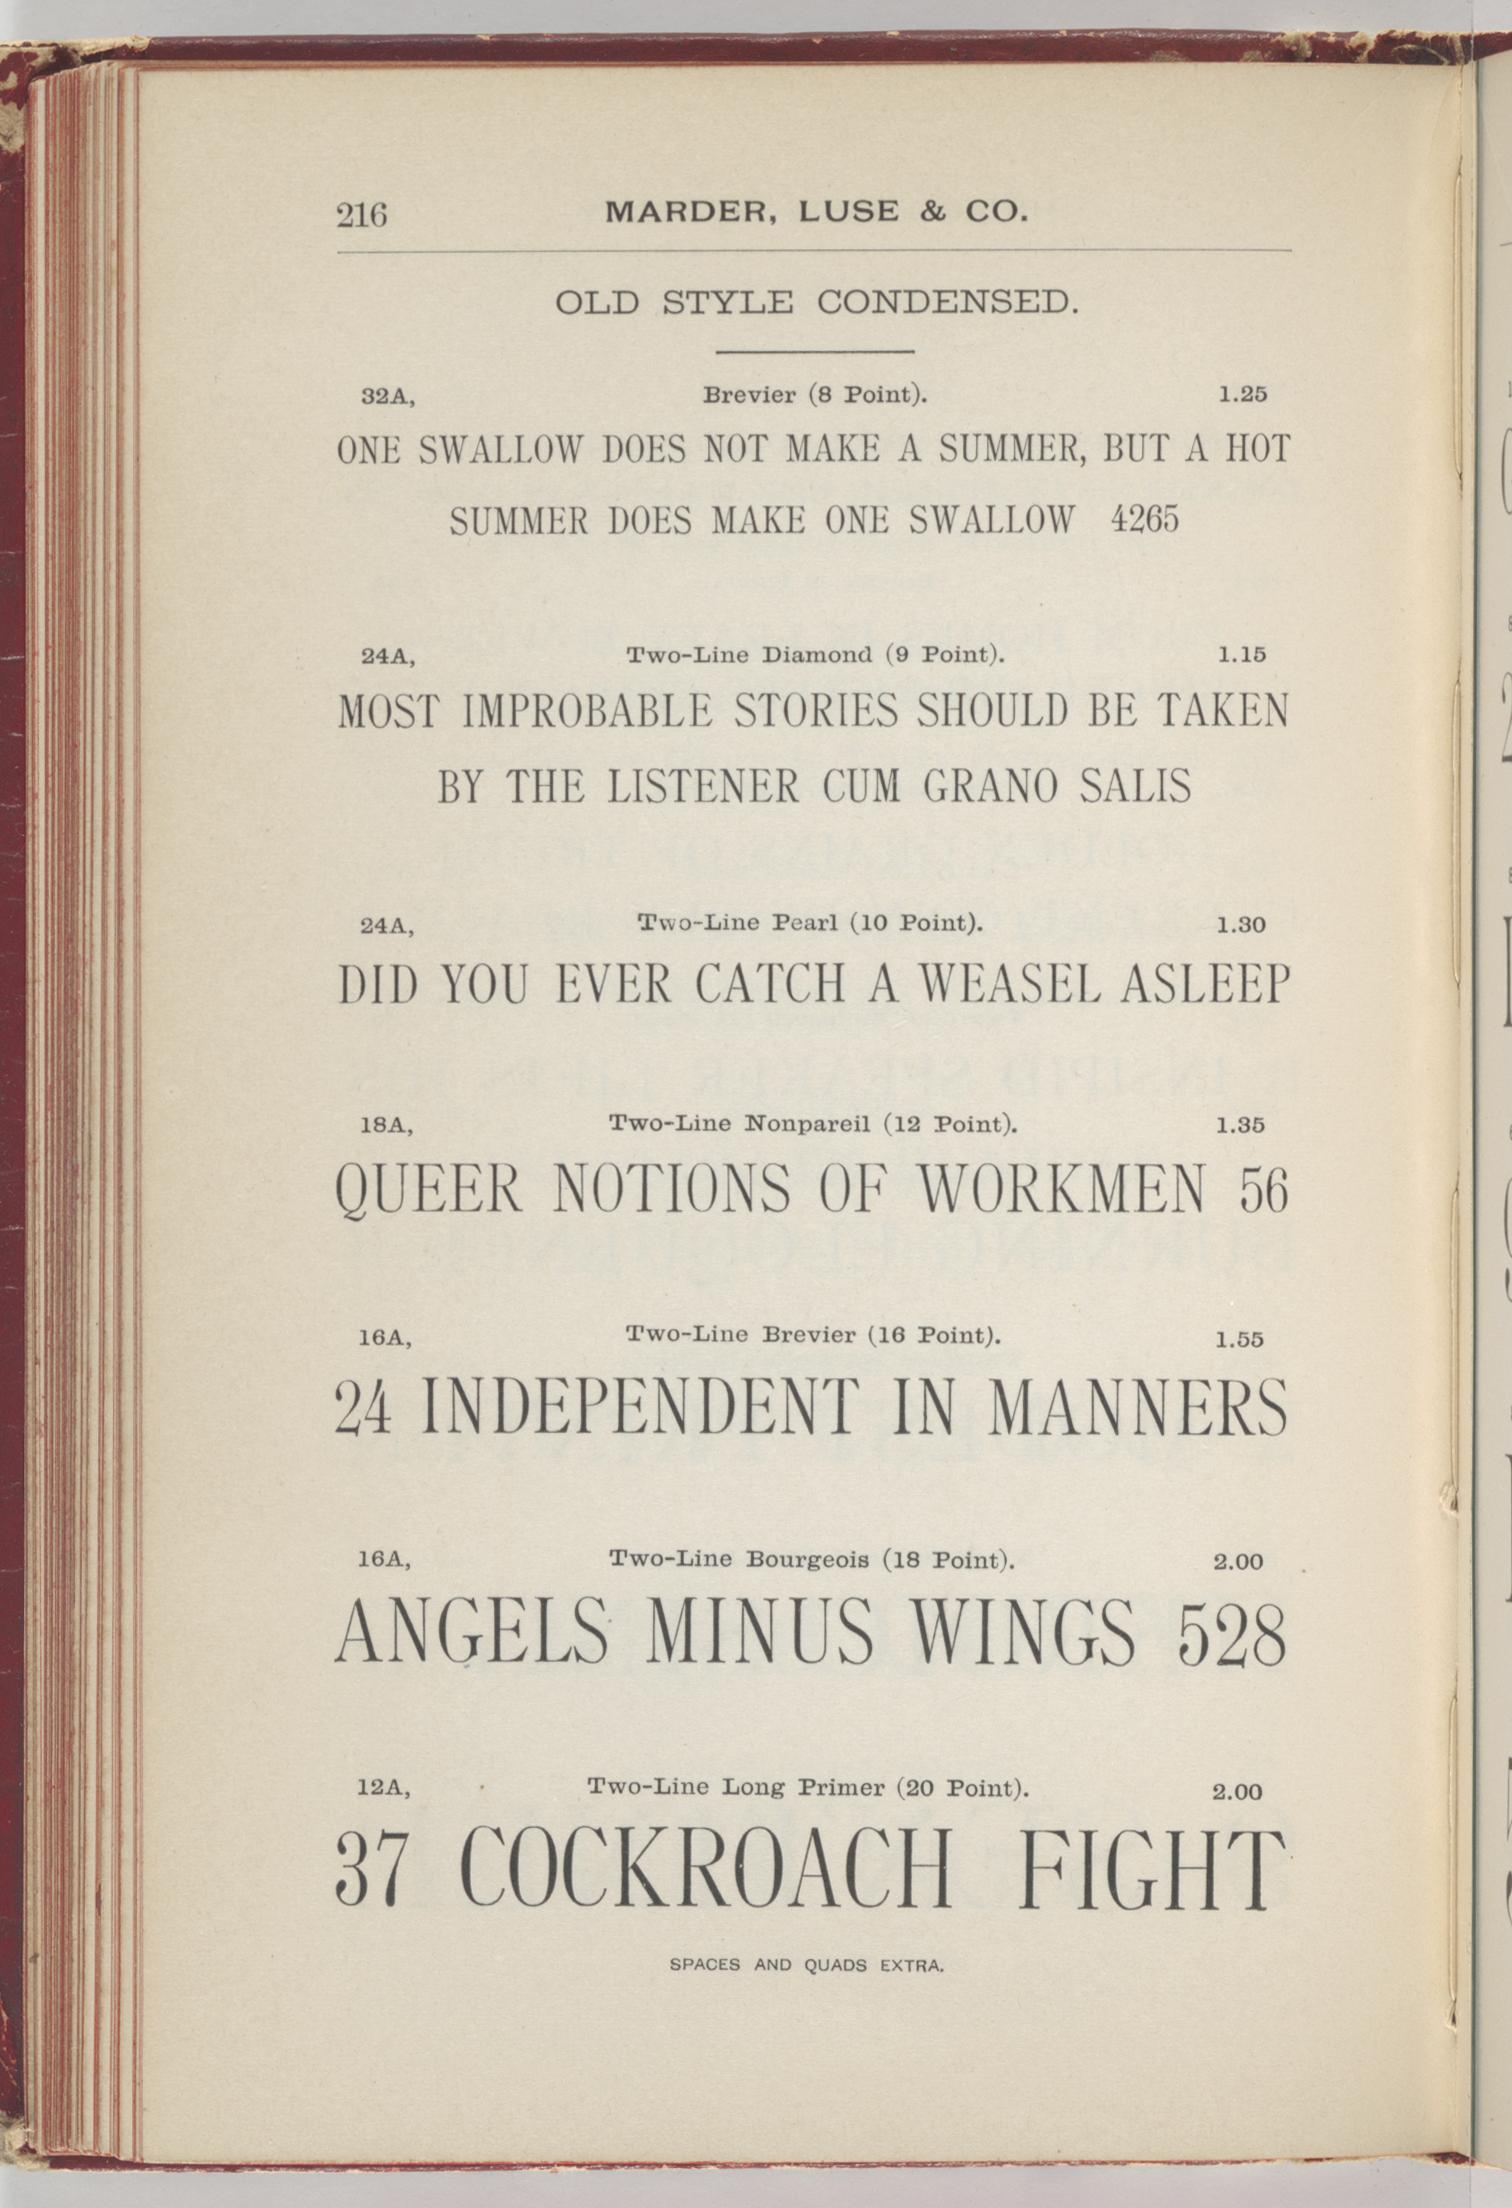 216 MARDER, LUSE & CO.
OLD STYLE CONDENSED.
32A, Brevier (8 Point). 1.25
ONE SWALLOW DOES NOT MAKE A SUMMER, BUT A HOT
SUMMER DOES MAKE ONE SWALLOW 4265
24A, Two-Line Diamond (9 Point). 1.15
MOST IMPROBABLE STORIES SHOULD BE TAKEN
BY THE LISTENER CUM GRANO SALIS
24A, Two-Line Pearl (10 Point). 1.30
DID YOU EVER CATCH A WEASEL ASLEEP
18A, Two-Line Nonpareil (12 Point). 1.35
QUEER NOTIONS OF WORKMEN 56
16A, Two-Line Brevier (16 Point). 1.55
24 INDEPENDENT IN MANNERS
16A, Two-Line Bourgeois (18 Point). 2.00
ANGELS MINUS WINGS 528
12A, Two-Line Long Primer (20 Point). 2.00
37 COCKROACH FIGHT
SPACES AND QUADS EXTRA.